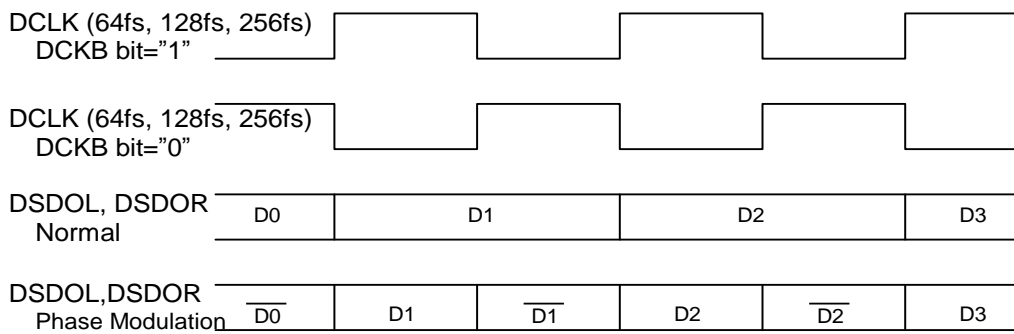 DCLK (64fs, 128fs, 256fs)
DCKB bit=”1”
DCLK (64fs, 128fs, 256fs)
DCKB bit=”0”
DSDOL, DSDOR
Normal
D0 D1 D2 D3
DSDOL,DSDOR
Phase Modulation
D0 D1 D1 D2 D2 D3